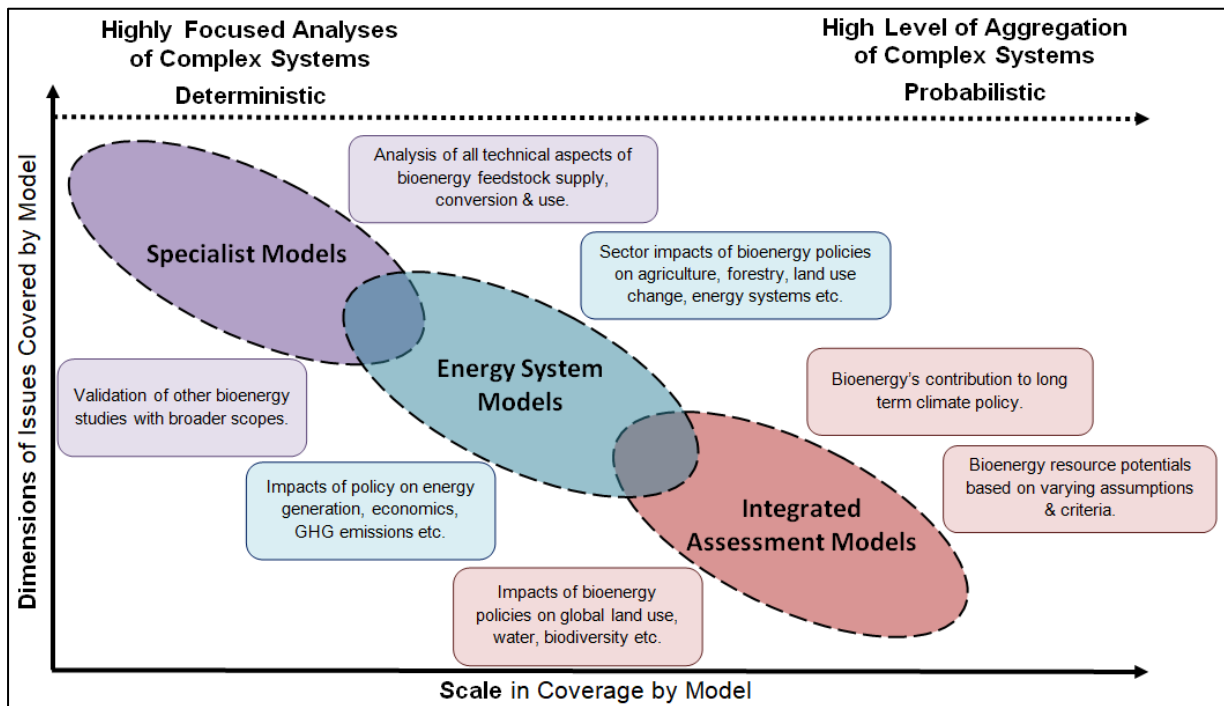 Highly Focused Analyses
of Complex Systems
High Level of Aggregation
of Complex Systems
Deterministic
Probabilistic
Dimensions of Issues Covered by Model
Analysis of all technical aspects of
bioenergy feedstock supply,
conversion & use.
Specialist Models
Sector impacts of bioenergy policies
on agriculture, forestry, land use
change, energy systems etc.
Validation of other bioenergy
studies with broader scopes.
Energy System
Models
Bioenergy’s contribution to long
term climate policy.
Impacts of policy on energy
generation, economics,
GHG emissions etc.
Bioenergy resource potentials
based on varying assumptions
& criteria.
Integrated
Assessment Models
Impacts of bioenergy
policies on global land use,
water, biodiversity etc.
Scale in Coverage by Model